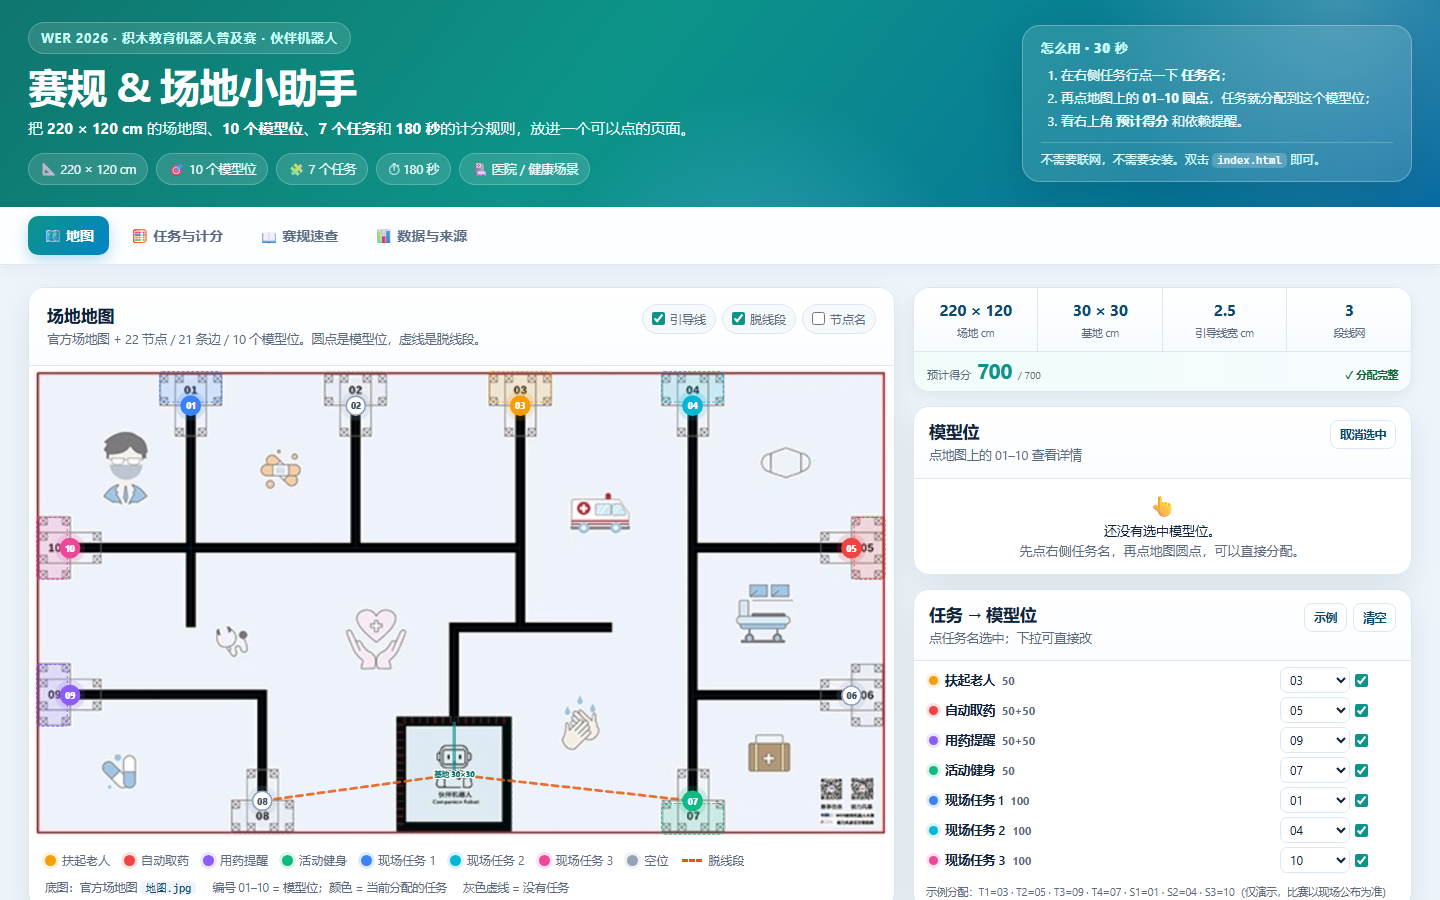 WER 2026 · 积木教育机器人普及赛 · 伙伴机器人
赛规 & 场地小助手
把 220 × 120 cm 的场地图、10 个模型位、7 个任务和 180 秒的计分规则，放进一个可以点的页面。
220 × 120 cm
10 个模型位
7 个任务
180 秒
医院 / 健康场景
怎么用 · 30 秒
1. 在右侧任务行点一下 任务名；
2. 再点地图上的 01–10 圆点，任务就分配到这个模型位；
3. 看右上角 预计得分 和依赖提醒。
不需要联网，不需要安装。双击 index.html 即可。
地图
任务与计分
赛规速查
数据与来源
场地地图
官方场地图 + 22 节点 / 21 条边 / 10 个模型位。圆点是模型位，虚线是脱线段。
引导线
脱线段
节点名
01
02
03
04
01
02
03
04
10
10
05
05
09
09
06
06
基地 30×30
伙伴机器人
Companion Robot
08
08
07
07
扶起老人
自动取药
用药提醒
活动健身
现场任务 1
现场任务 2
现场任务 3
空位
脱线段
底图：官方场地图 地图.jpg
编号 01–10 = 模型位；颜色 = 当前分配的任务
灰色虚线 = 没有任务
220 × 120
场地 cm
30 × 30
基地 cm
2.5
引导线宽 cm
3
段线网
预计得分 700 / 700
✓ 分配完整
模型位
点地图上的 01–10 查看详情
取消选中
还没有选中模型位。
先点右侧任务名，再点地图圆点，可以直接分配。
任务 → 模型位
点任务名选中；下拉可直接改
示例
清空
扶起老人 50
03
自动取药 50+50
05
用药提醒 50+50
09
活动健身 50
07
现场任务 1 100
01
现场任务 2 100
04
现场任务 3 100
10
示例分配：T1=03 · T2=05 · T3=09 · T4=07 · S1=01 · S2=04 · S3=10（仅演示，比赛以现场公布为准）